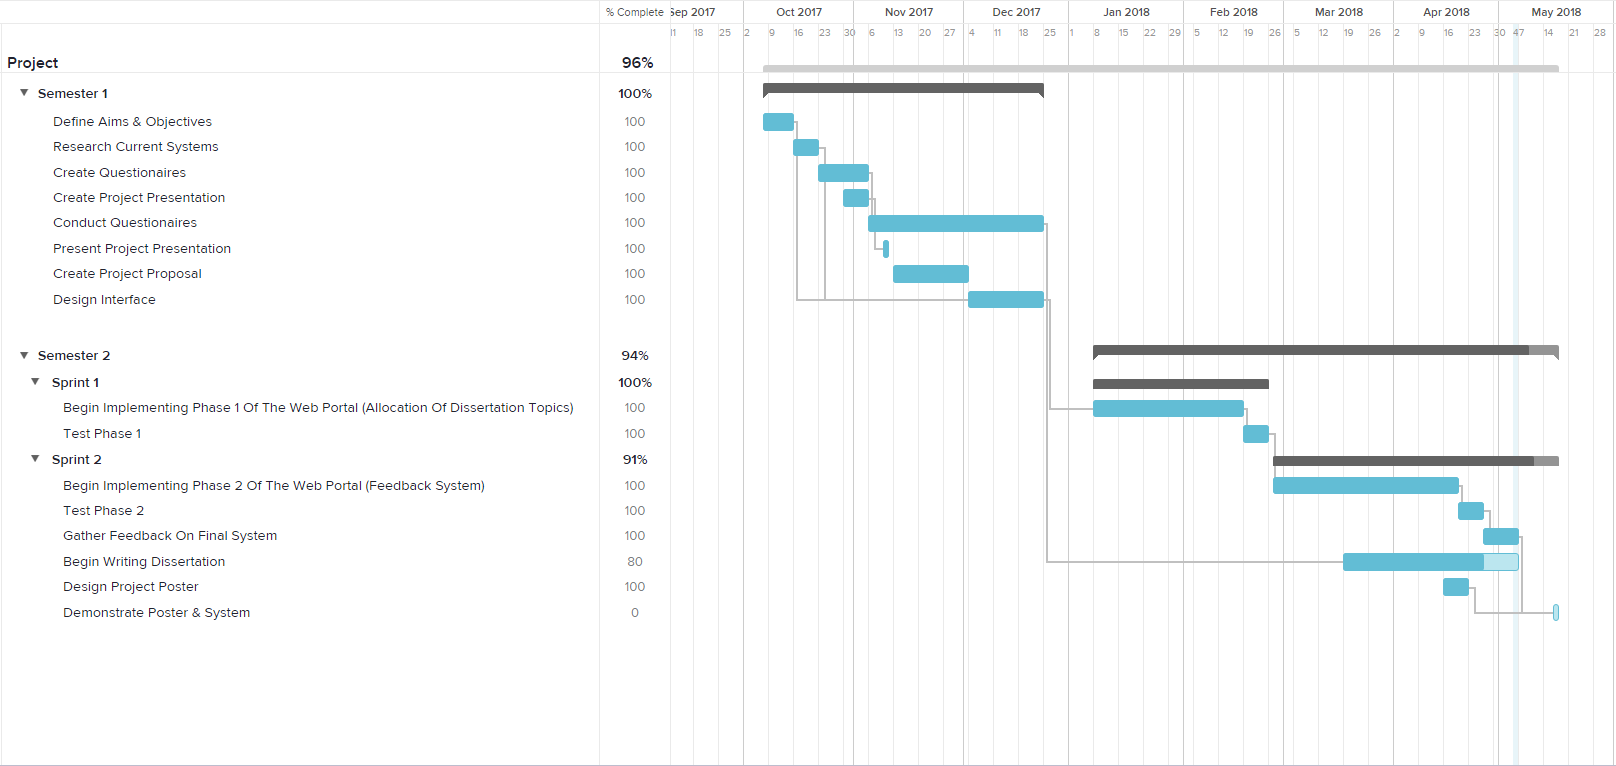 % Complete Sep 2017 Oct 2017 Nov 2017 Dec 2017 Jan 2018 Feb 2018 Mar 2018 Apr 2018 May 2018
11 18 25 2 9 16 23 30 6 13 20 27 4 11 18 25 1 8 15 22 29 5 12 19 26 5 12 19 26 2 9 16 23 30 47 14 21 28
Project 96%
Semester 1 100%
Define Aims & Objectives 100
Research Current Systems 100
Create Questionaires 100
Create Project Presentation 100
Conduct Questionaires 100
Present Project Presentation 100
Create Project Proposal 100
Design Interface 100
Semester 2 94%
Sprint 1 100%
Begin Implementing Phase 1 Of The Web Portal (Allocation Of Dissertation Topics) 100
Test Phase 1 100
Sprint 2 91%
Begin Implementing Phase 2 Of The Web Portal (Feedback System) 100
Test Phase 2 100
Gather Feedback On Final System 100
Begin Writing Dissertation 80
Design Project Poster 100
Demonstrate Poster & System 0